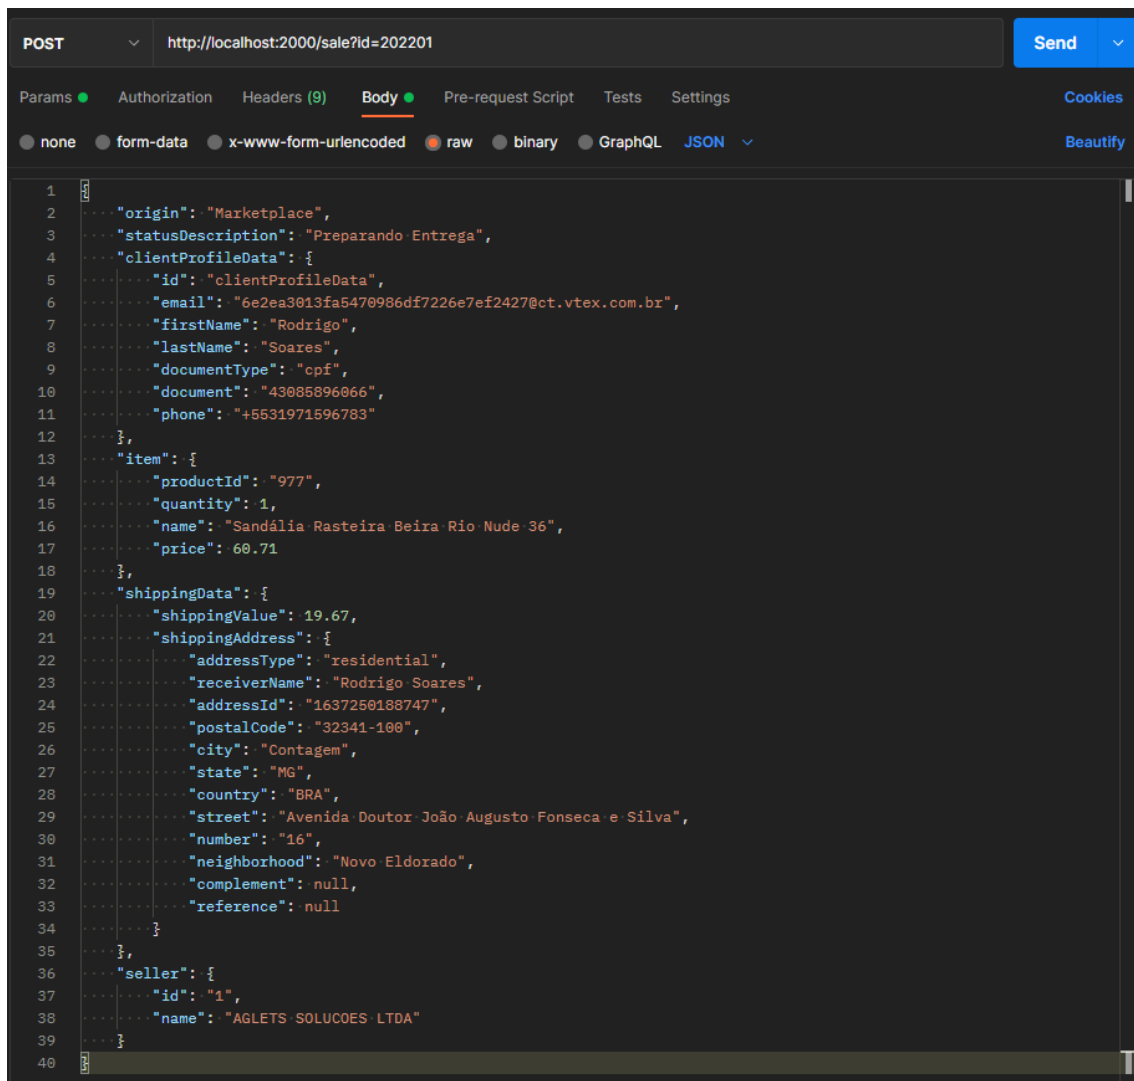 POST http://localhost:2000/sale?id=202201 Send
Params Authorization Headers (9) Body Pre-request Script Tests Settings Cookies
none form-data x-www-form-urlencoded raw binary GraphQL JSON Beautify
1 {
2 "origin": "Marketplace",
3 "statusDescription": "Preparando Entrega",
4 "clientProfileData": {
5 "id": "clientProfileData",
6 "email": "6e2ea3013fa5470986df7226e7ef2427@ct.vtex.com.br",
7 "firstName": "Rodrigo",
8 "lastName": "Soares",
9 "documentType": "cpf",
10 "document": "43085896066",
11 "phone": "+5531971596783"
12 },
13 "item": {
14 "productId": "977",
15 "quantity": 1,
16 "name": "Sandália Rasteira Beira Rio Nude 36",
17 "price": 60.71
18 },
19 "shippingData": {
20 "shippingValue": 19.67,
21 "shippingAddress": {
22 "addressType": "residential",
23 "receiverName": "Rodrigo Soares",
24 "addressId": "1637250188747",
25 "postalCode": "32341-100",
26 "city": "Contagem",
27 "state": "MG",
28 "country": "BRA",
29 "street": "Avenida Doutor João Augusto Fonseca e Silva",
30 "number": "16",
31 "neighborhood": "Novo Eldorado",
32 "complement": null,
33 "reference": null
34 }
35 },
36 "seller": {
37 "id": "1",
38 "name": "AGLETS SOLUCOES LTDA"
39 }
40 }